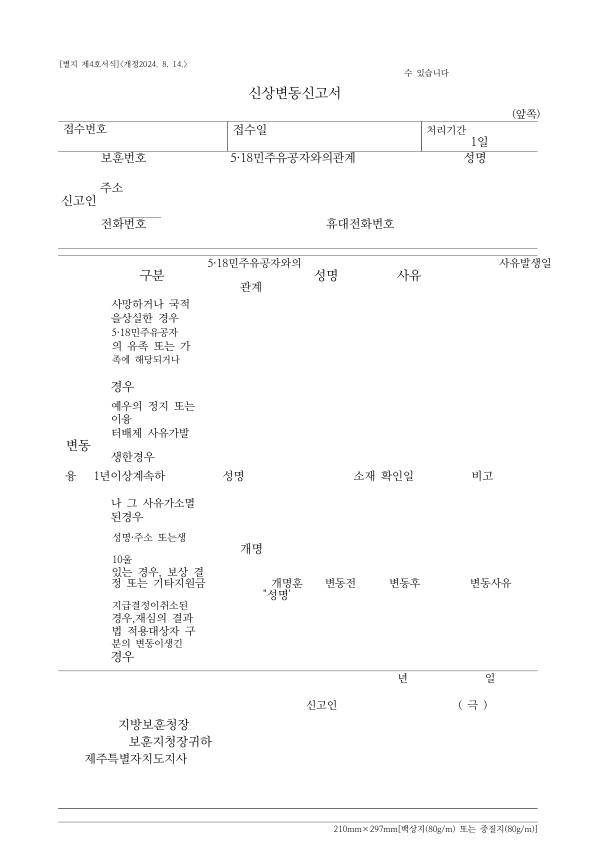 [별지 제4호서식]<개정2024. 8. 14.>
수 있습니다
신상변동신고서
(앞쪽)
접수번호 접수일 처리기간
1일
보훈번호 5·18민주유공자와의관계 성명
주소
신고인
전화번호 휴대전화번호
5·18민주유공자와의 사유발생일
구분 성명 사유
관계
사망하거나 국적
을상실한 경우
5·18민주유공자
의 유족 또는 가
족에 해당되거나
경우
예우의 정지 또는
이융
터배제 사유가발
변동
생한경우
융 1년이상계속하 성명 소재 확인일 비고
나 그 사유가소멸
된경우
성명·주소 또는생
개명
10올
있는 경우, 보상 결
정 또는 기타지원금 개명훈 변동전 변동후 변동사유
"성명'
지급결정이취소된
경우,재심의 결과
법 적용대상자 구
분의 변동이생긴
경우
년 일
신고인 ( 극 )
지방보훈청장
보훈지청장귀하
제주특별자치도지사
210mm×297mm[백상지(80g/m) 또는 중질지(80g/m)]